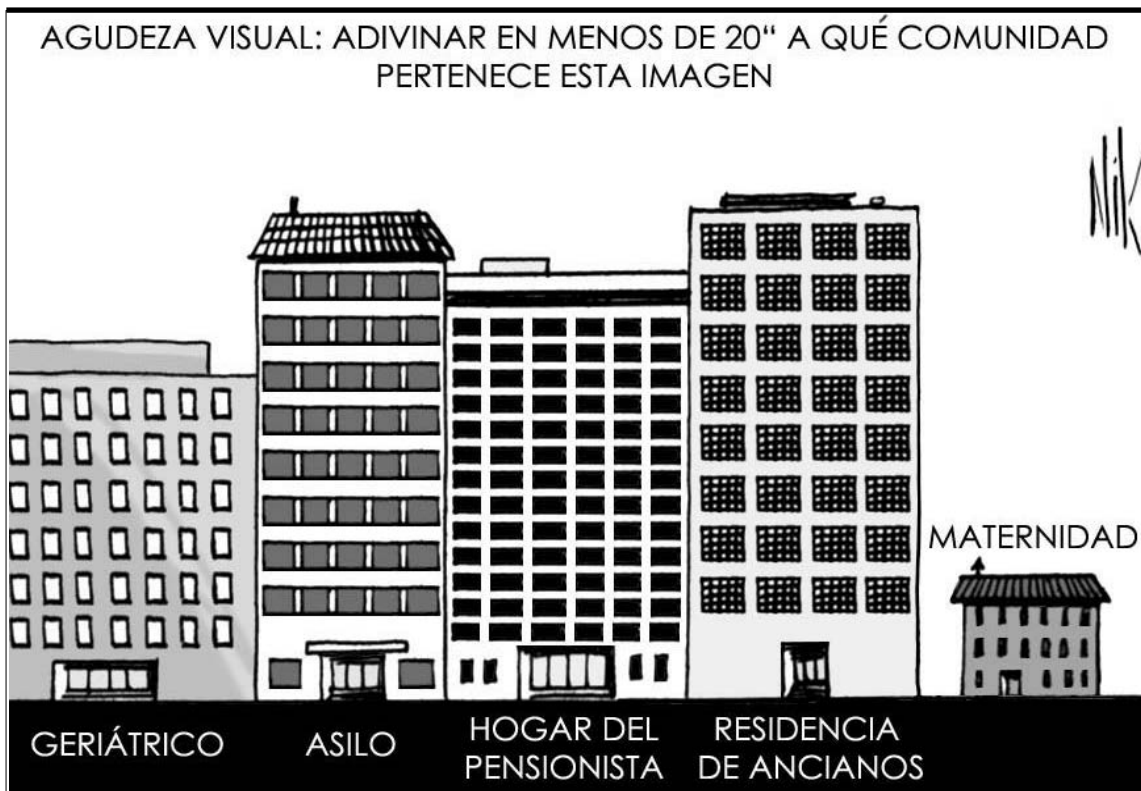 AGUDEZA VISUAL: ADIVINAR EN MENOS DE 20“ A QUÉ COMUNIDAD
PERTENECE ESTA IMAGEN
NiK
MATERNIDAD
GERIÁTRICO
ASILO
HOGAR DEL
PENSIONISTA
RESIDENCIA
DE ANCIANOS